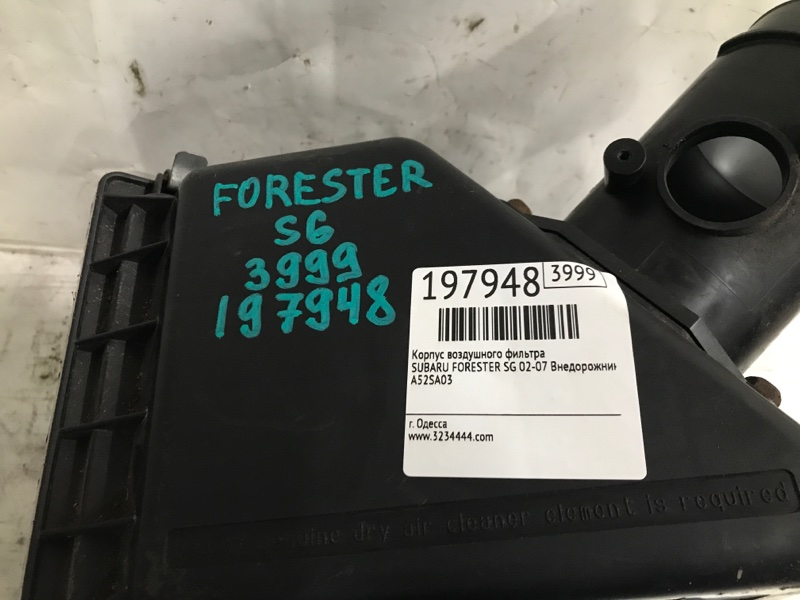 FORESTER
SG
3999
197948
197948 3999
Корпус воздушного фильтра
SUBARU FORESTER SG 02-07 Внедорожник
A52SA03
г. Одесса
www.3234444.com
dry air cleaner element is required